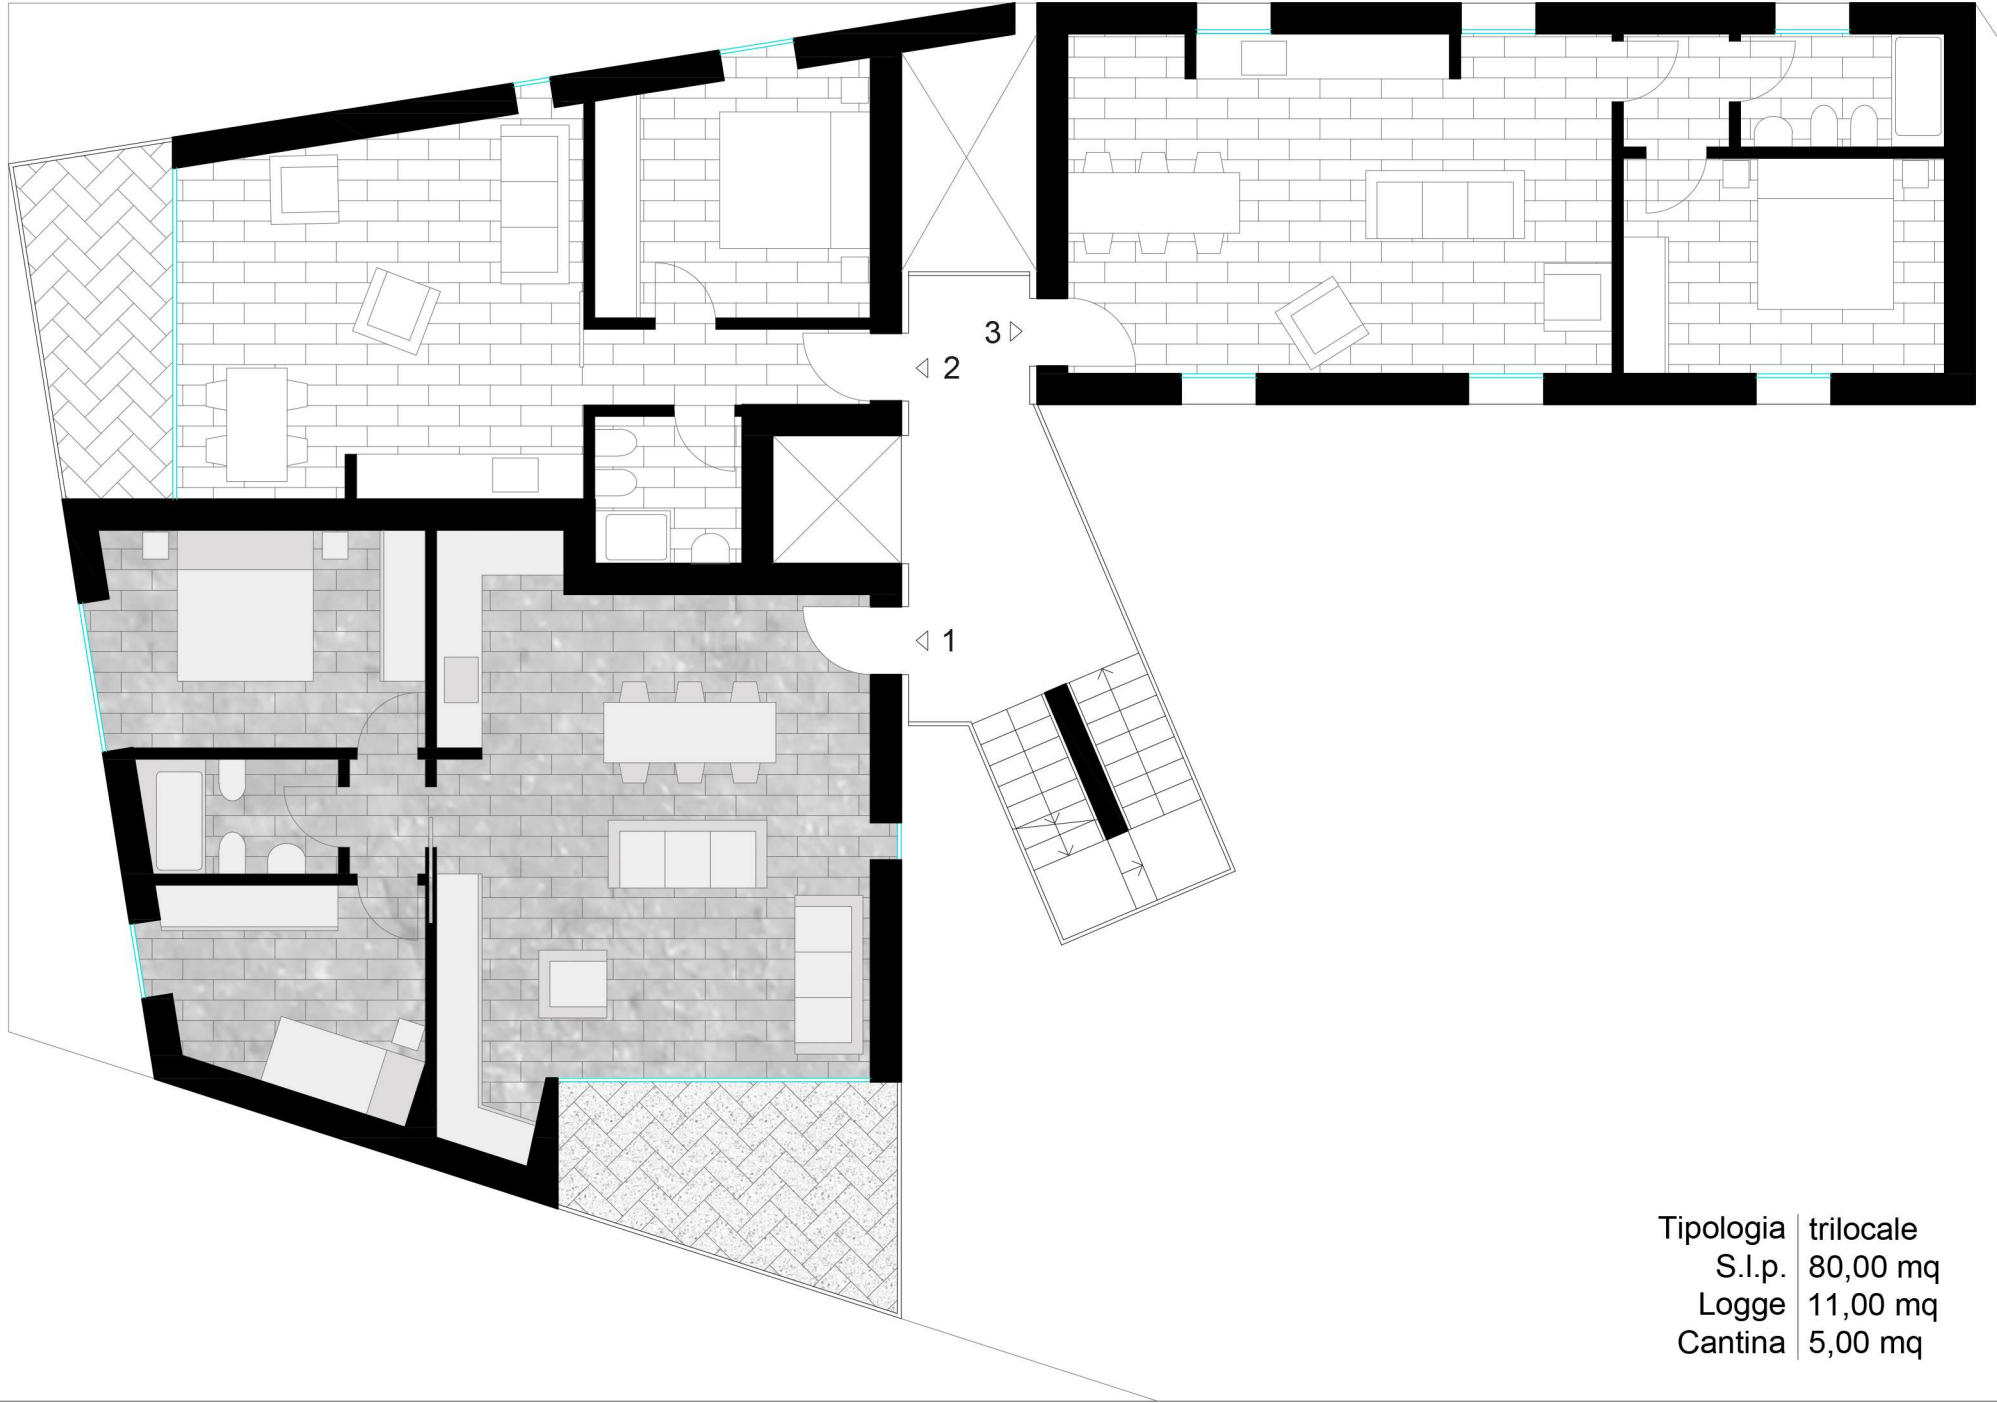 3
2
1
Tipologia trilocale
S.l.p. 80,00 mq
Logge 11,00 mq
Cantina 5,00 mq